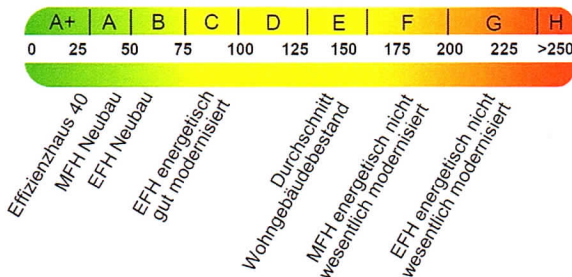 A+ A B C D E F G H
0 25 50 75 100 125 150 175 200 225 >250
Effizienzhaus 40
MFH Neubau
EFH Neubau
EFH energetisch
gut modernisiert
Durchschnitt
Wohngebäudebestand
MFH energetisch nicht
wesentlich modernisiert
EFH energetisch nicht
wesentlich modernisiert